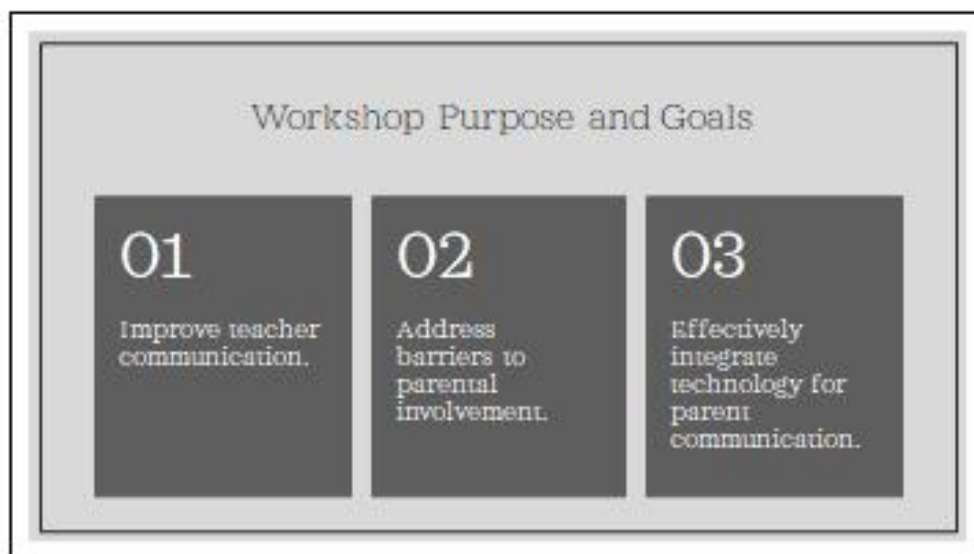 Workshop Purpose and Goals
01
Improve teacher
communication.
02
Address
barriers to
parental
involvement.
03
Effectively
integrate
technology for
parent
communication.